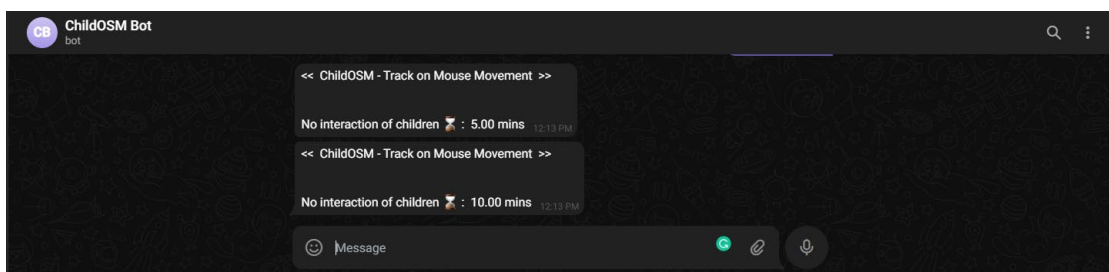 CB
ChildOSM Bot
bot
<< ChildOSM - Track on Mouse Movement >>
No interaction of children ⏳ : 5.00 mins 12:13 PM
<< ChildOSM - Track on Mouse Movement >>
No interaction of children ⏳ : 10.00 mins 12:13 PM
Message